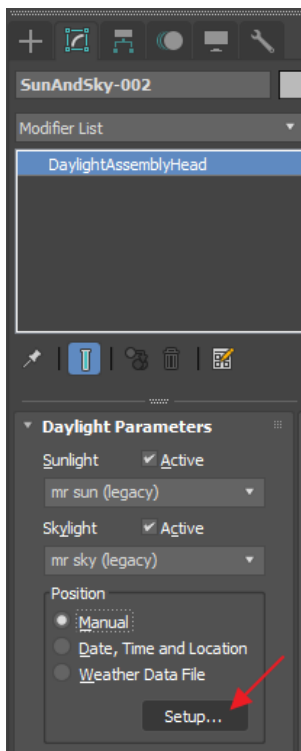 SunAndSky-002
Modifier List
DaylightAssemblyHead
Daylight Parameters
Sunlight Active
mr sun (legacy)
Skylight Active
mr sky (legacy)
Position
Manual
Date, Time and Location
Weather Data File
Setup...